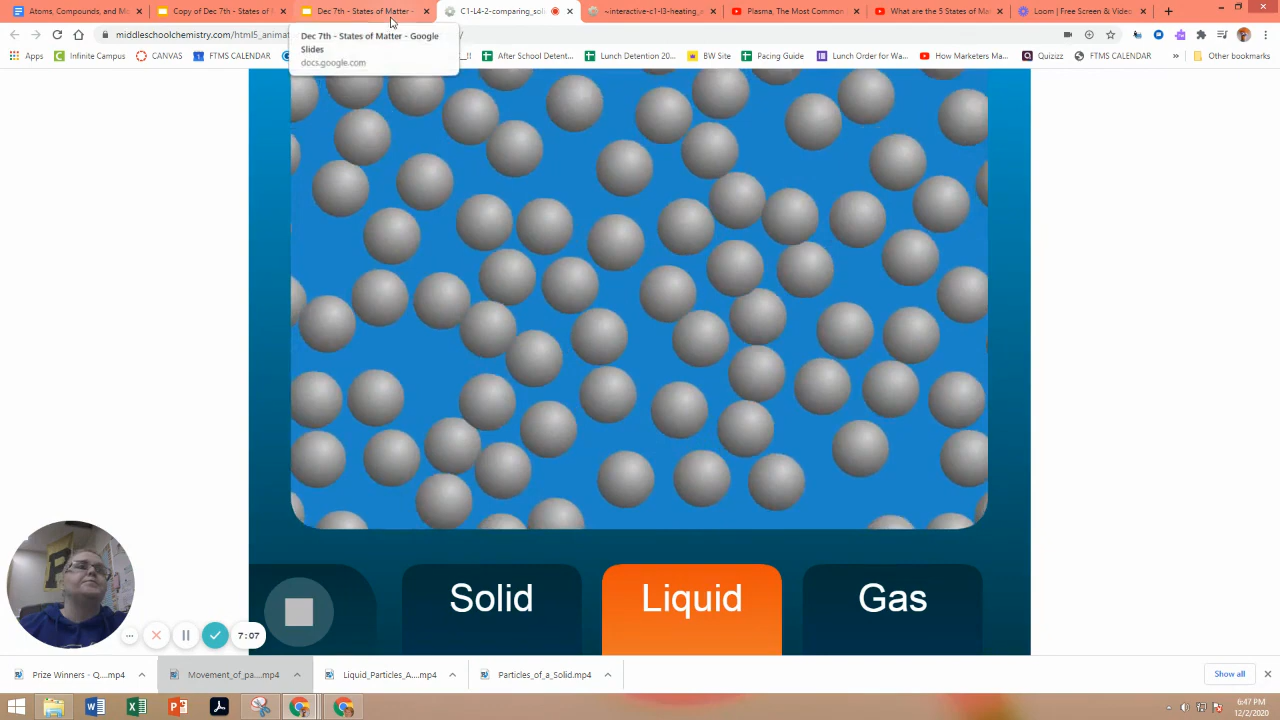 Atoms, Compounds, and Mo
Copy of Dec 7th - States of M
Dec 7th - States of Matter -
C1-L4-2-comparing_soli
~interactive-c1-l3-heating_
Plasma, The Most Common
What are the 5 States of Mat
Loom | Free Screen & Video
middleschoolchemistry.com/html5_animat
Dec 7th - States of Matter - Google
Slides
docs.google.com
Apps
Infinite Campus
CANVAS
FTMS CALENDAR
After School Detent...
Lunch Detention 20...
BW Site
Pacing Guide
Lunch Order for Wa...
How Marketers Ma...
Quizizz
FTMS CALENDAR
»
Other bookmarks
Solid
Liquid
Gas
7:07
Prize Winners - Q....mp4
Movement_of_pa....mp4
Liquid_Particles_A....mp4
Particles_of_a_Solid.mp4
Show all
6:47 PM
12/2/2020